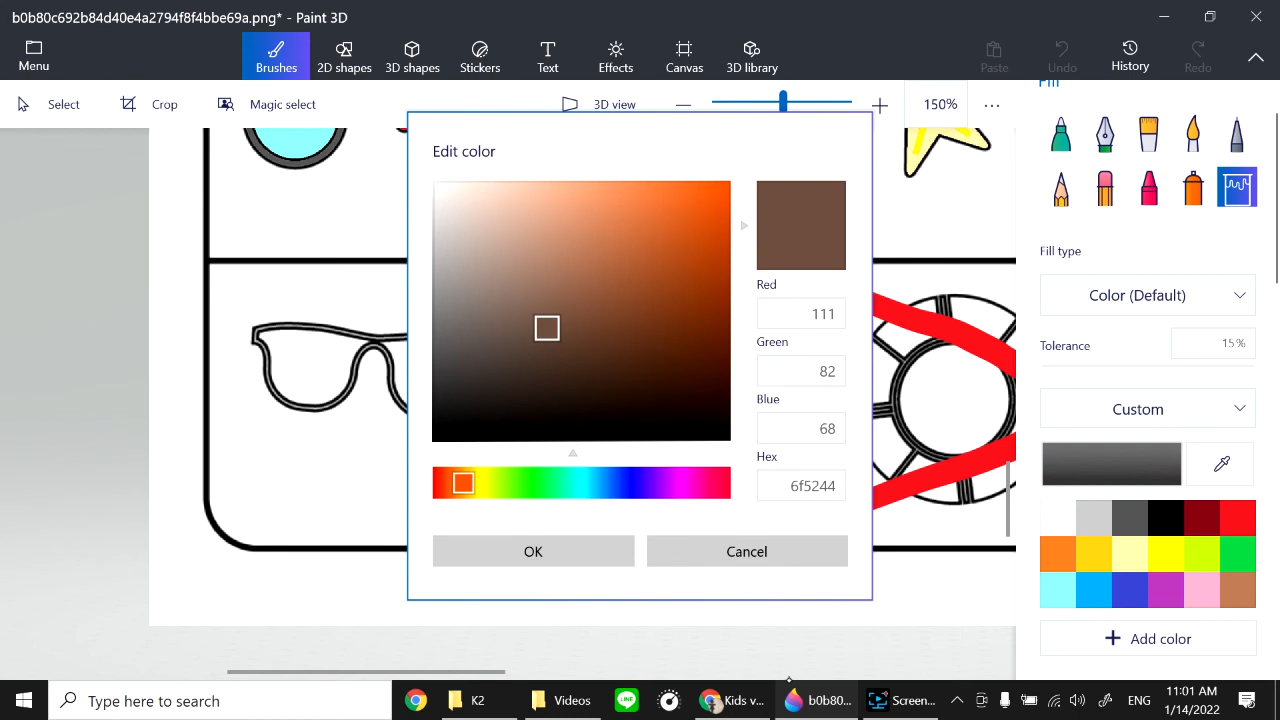 b0b80c692b84d40e4a2794f8f4bbe69a.png* - Paint 3D
Menu
Brushes
2D shapes
3D shapes
Stickers
Text
Effects
Canvas
3D library
Paste
Undo
History
Redo
Select
Crop
Magic select
3D view
150%
Fill
Edit color
Red
111
Green
82
Blue
68
Hex
6f5244
OK
Cancel
Fill type
Color (Default)
Tolerance
15%
Custom
Add color
Type here to search
K2
Videos
Kids v...
b0b80...
Screen...
ENG
11:01 AM
1/14/2022